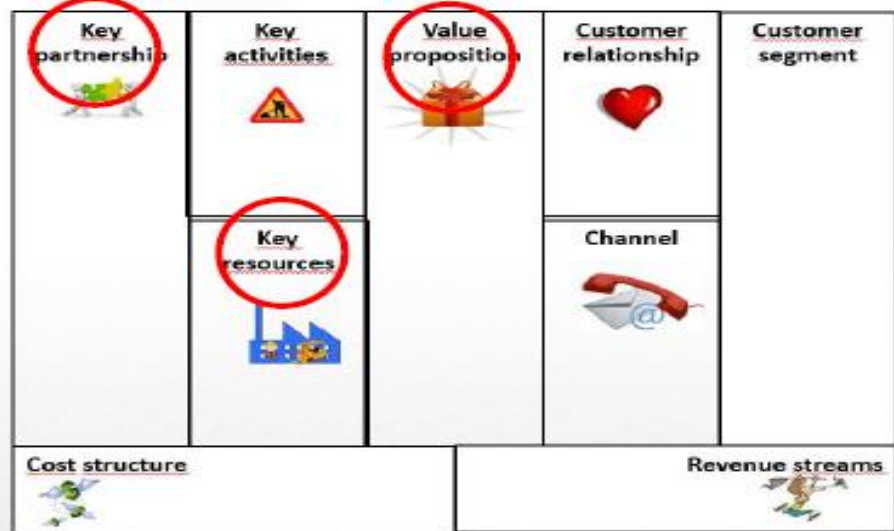 Key
partnership
Key
activities
Value
proposition
Customer
relationship
Customer
segment
Key
resources
Channel
@
Cost structure
Revenue streams